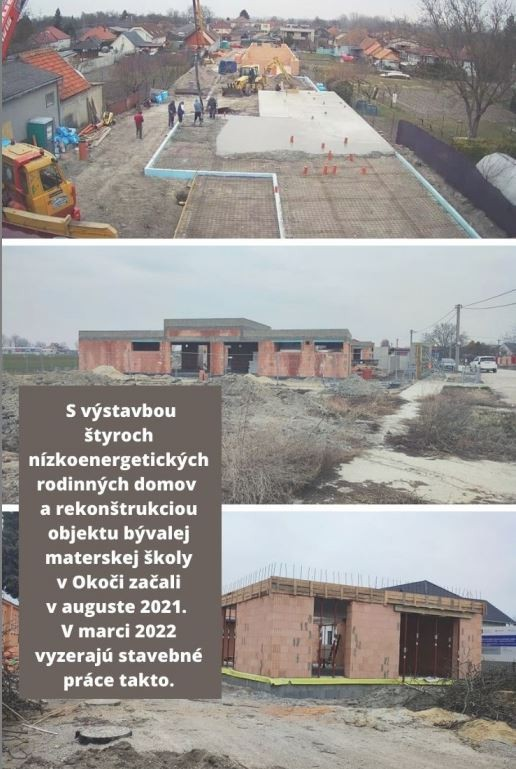 S výstavbou
štyroch
nízkoenergetických
rodinných domov
a rekonštrukciou
objektu bývalej
materskej školy
v Okoči začali
v auguste 2021.
V marci 2022
vyzerajú stavebné
práce takto.